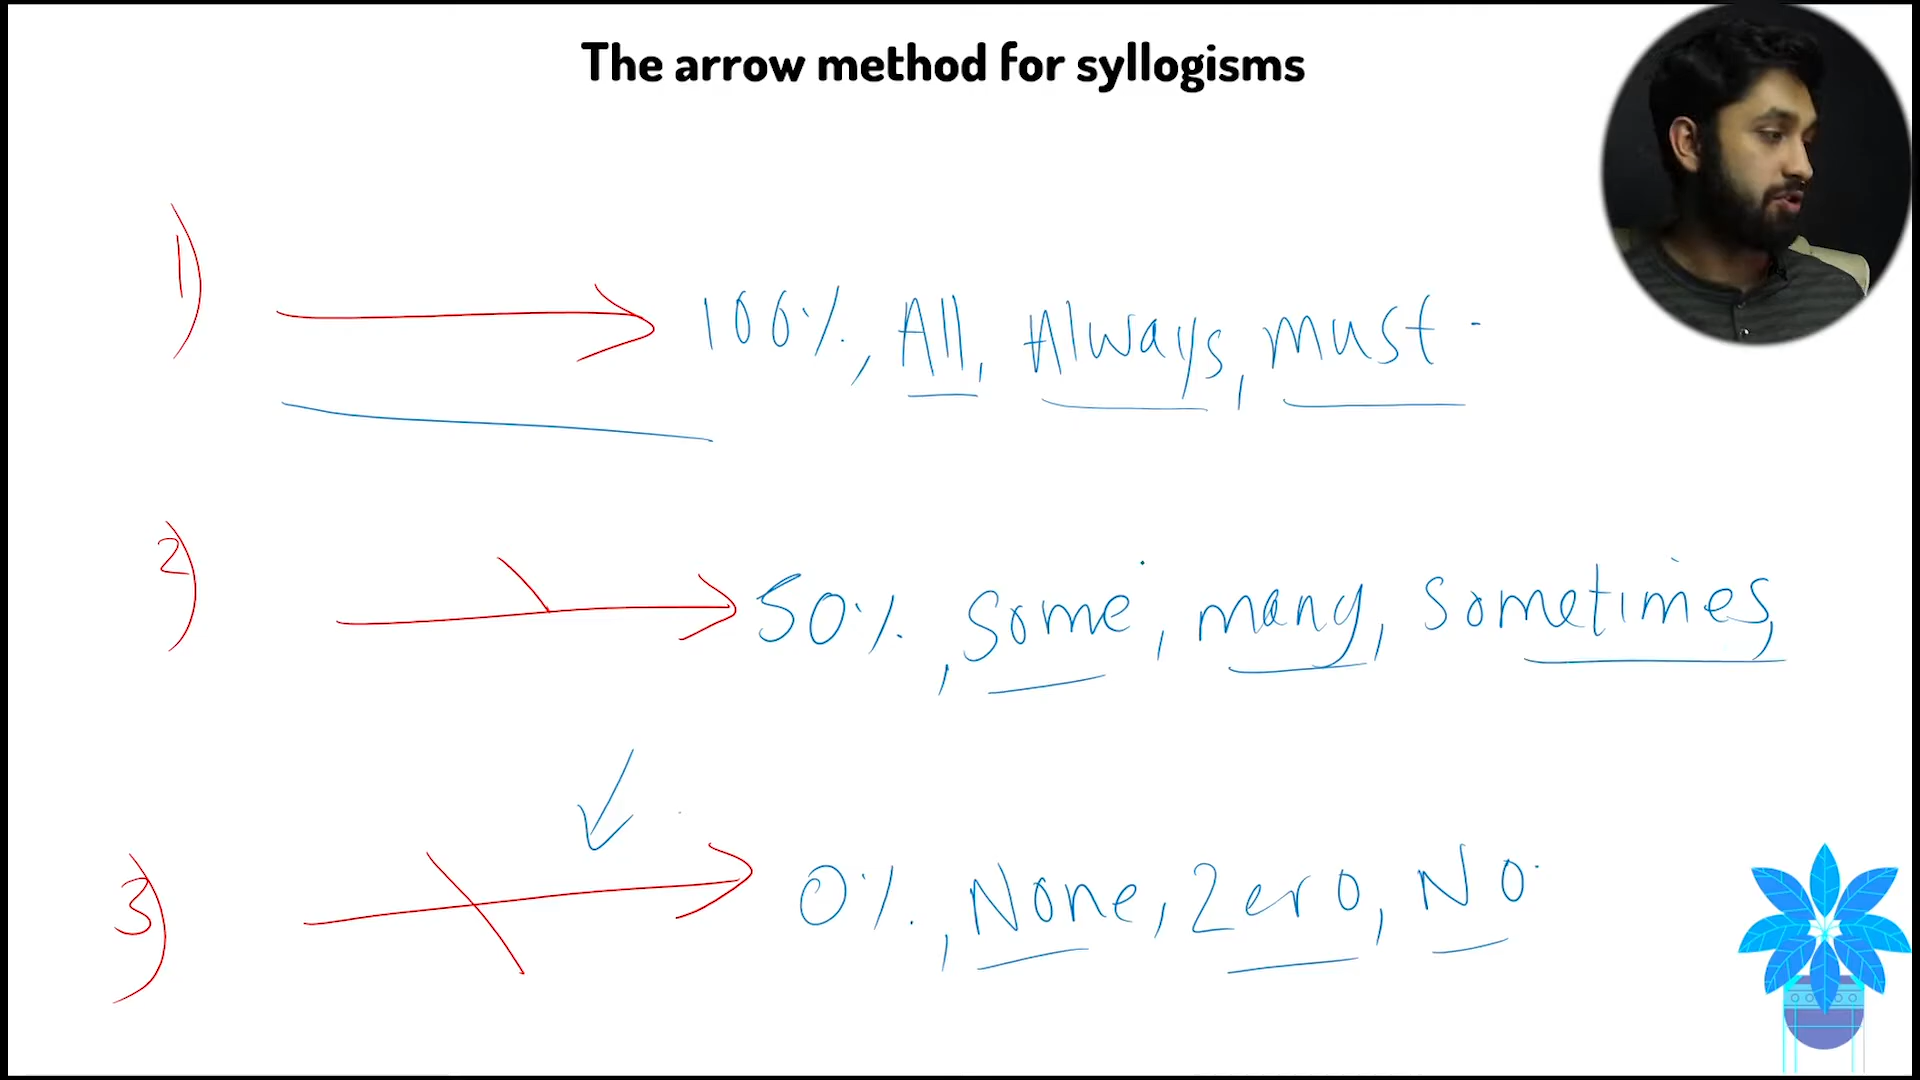 The arrow method for syllogisms
1) 100%, All, Always, must.
2) 50%, some, many, sometimes,
3) 0%, None, Zero, No.